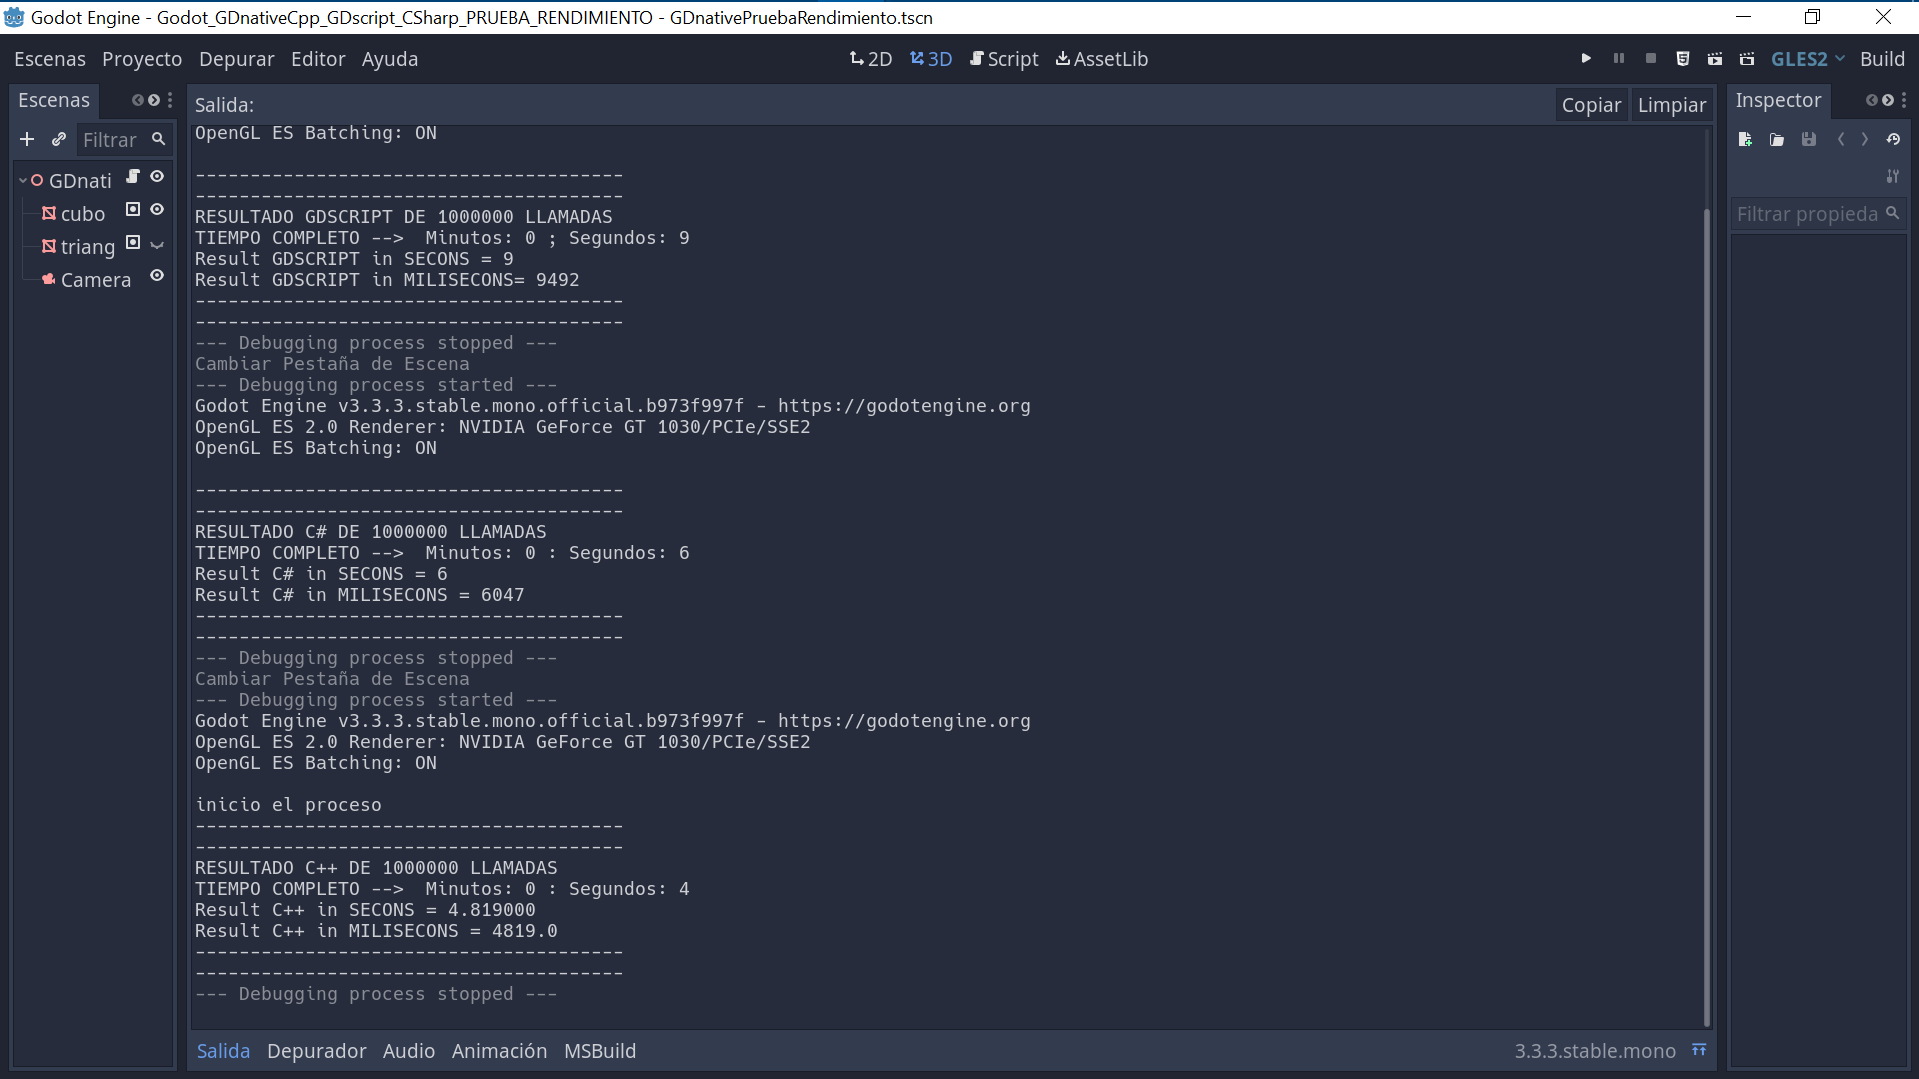 Godot Engine - Godot_GDnativeCpp_GDscript_CSharp_PRUEBA_RENDIMIENTO - GDnativePruebaRendimiento.tscn
Escenas Proyecto Depurar Editor Ayuda 2D 3D Script AssetLib GLES2 Build
Escenas
Filtrar
GDnati
cubo
triang
Camera
Salida: Copiar Limpiar
OpenGL ES Batching: ON
---------------------------------------
---------------------------------------
RESULTADO GDSCRIPT DE 1000000 LLAMADAS
TIEMPO COMPLETO -->  Minutos: 0 ; Segundos: 9
Result GDSCRIPT in SECONS = 9
Result GDSCRIPT in MILISECONS= 9492
---------------------------------------
---------------------------------------
--- Debugging process stopped ---
Cambiar Pestaña de Escena
--- Debugging process started ---
Godot Engine v3.3.3.stable.mono.official.b973f997f - https://godotengine.org
OpenGL ES 2.0 Renderer: NVIDIA GeForce GT 1030/PCIe/SSE2
OpenGL ES Batching: ON
---------------------------------------
---------------------------------------
RESULTADO C# DE 1000000 LLAMADAS
TIEMPO COMPLETO -->  Minutos: 0 : Segundos: 6
Result C# in SECONS = 6
Result C# in MILISECONS = 6047
---------------------------------------
---------------------------------------
--- Debugging process stopped ---
Cambiar Pestaña de Escena
--- Debugging process started ---
Godot Engine v3.3.3.stable.mono.official.b973f997f - https://godotengine.org
OpenGL ES 2.0 Renderer: NVIDIA GeForce GT 1030/PCIe/SSE2
OpenGL ES Batching: ON
inicio el proceso
---------------------------------------
---------------------------------------
RESULTADO C++ DE 1000000 LLAMADAS
TIEMPO COMPLETO -->  Minutos: 0 : Segundos: 4
Result C++ in SECONS = 4.819000
Result C++ in MILISECONS = 4819.0
---------------------------------------
---------------------------------------
--- Debugging process stopped ---
Salida Depurador Audio Animación MSBuild 3.3.3.stable.mono
Inspector
Filtrar propieda